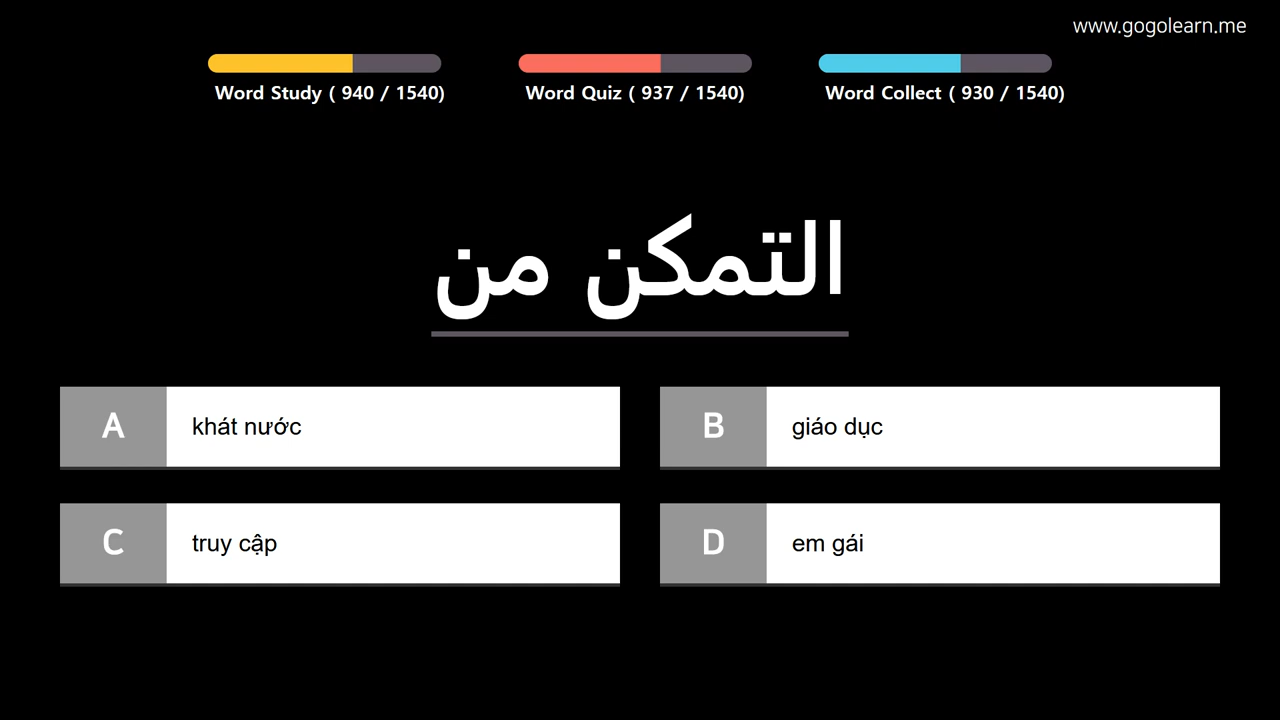 www.gogolearn.me
Word Study ( 940 / 1540)
Word Quiz ( 937 / 1540)
Word Collect ( 930 / 1540)
التمكن من
A khát nước
B giáo dục
C truy cập
D em gái